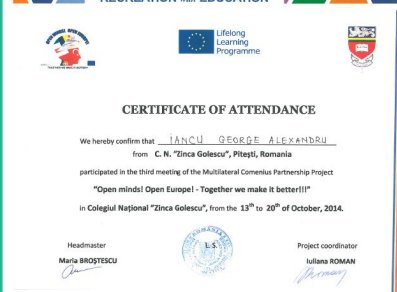 RECREATION EDUCATION
Lifelong
Learning
Programme
CERTIFICATE OF ATTENDANCE
We hereby confirm that IANCU GEORGE ALEXANDRU
from C. N. "Zinca Golescu", Pitești, Romania
participated in the third meeting of the Multilateral Comenius Partnership Project
"Open minds! Open Europe! - Together we make it better!!!"
in Colegiul Național "Zinca Golescu", from the 13th to 20th of October, 2014.
Headmaster
L.S.
Project coordinator
Maria BROȘTESCU
Iuliana ROMAN